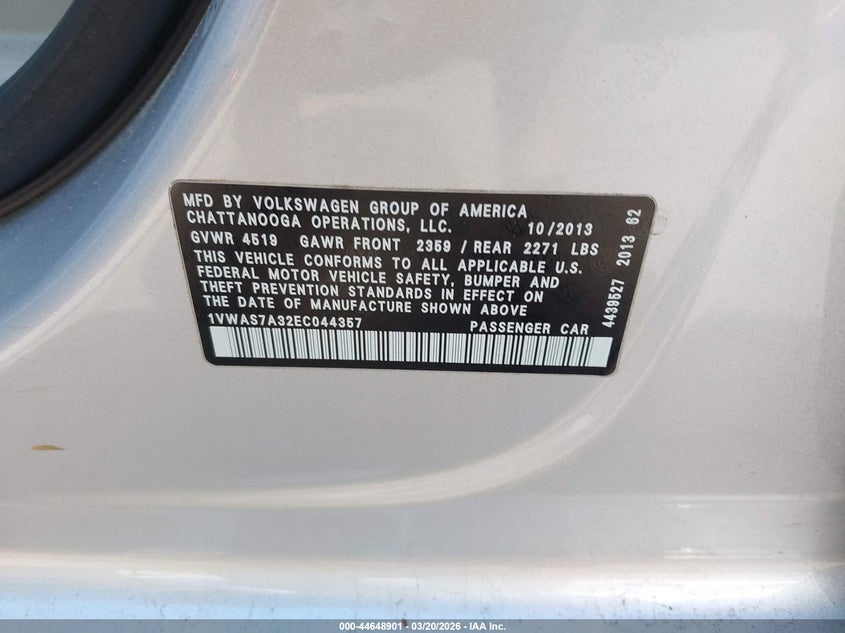 MFD BY VOLKSWAGEN GROUP OF AMERICA
CHATTANOOGA OPERATIONS, LLC. 10/2013
GVWR 4519 GAWR FRONT 2359 / REAR 2271 LBS
THIS VEHICLE CONFORMS TO ALL APPLICABLE U.S.
FEDERAL MOTOR VEHICLE SAFETY, BUMPER AND
THEFT PREVENTION STANDARDS IN EFFECT ON
THE DATE OF MANUFACTURE SHOWN ABOVE
1VWAS7A32EC044357 PASSENGER CAR
4439527 2013 62
000-44648901 - 03/20/2026 - IAA Inc.